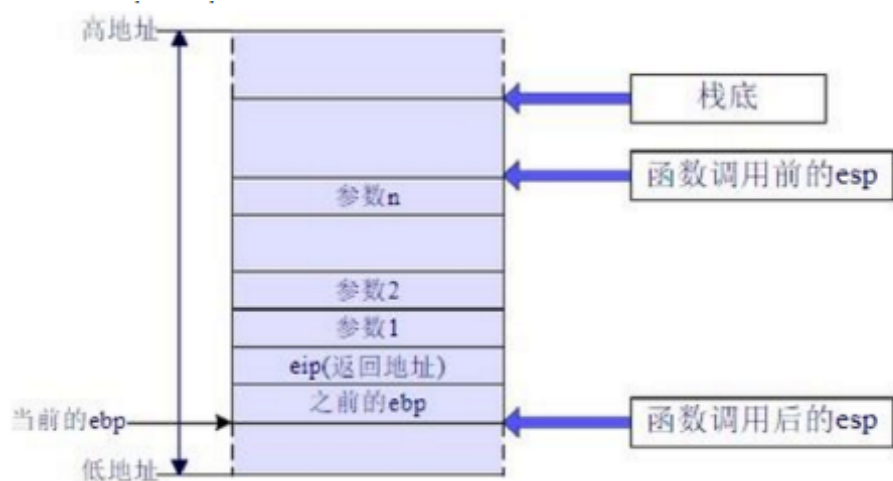 高地址
栈底
函数调用前的esp
参数n
参数2
参数1
eip(返回地址)
之前的ebp
当前的ebp
函数调用后的esp
低地址